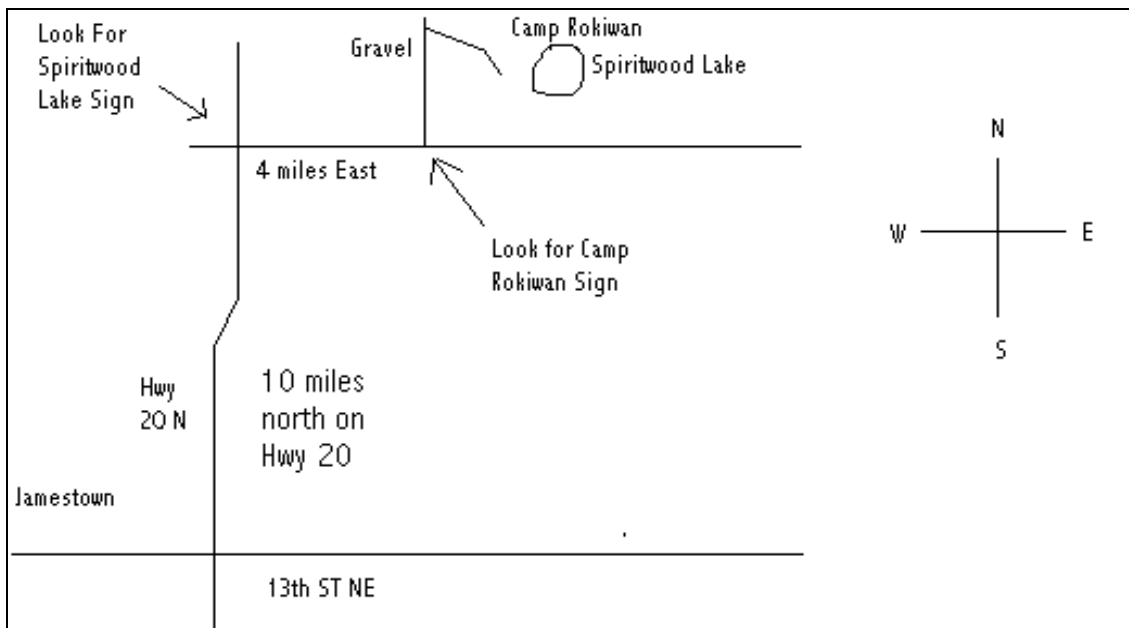 Look For
Spiritwood
Lake Sign
Gravel
Camp Rokiwan
Spiritwood Lake
4 miles East
Look for Camp
Rokiwan Sign
N
W
E
S
Hwy
20 N
10 miles
north on
Hwy 20
Jamestown
13th ST NE